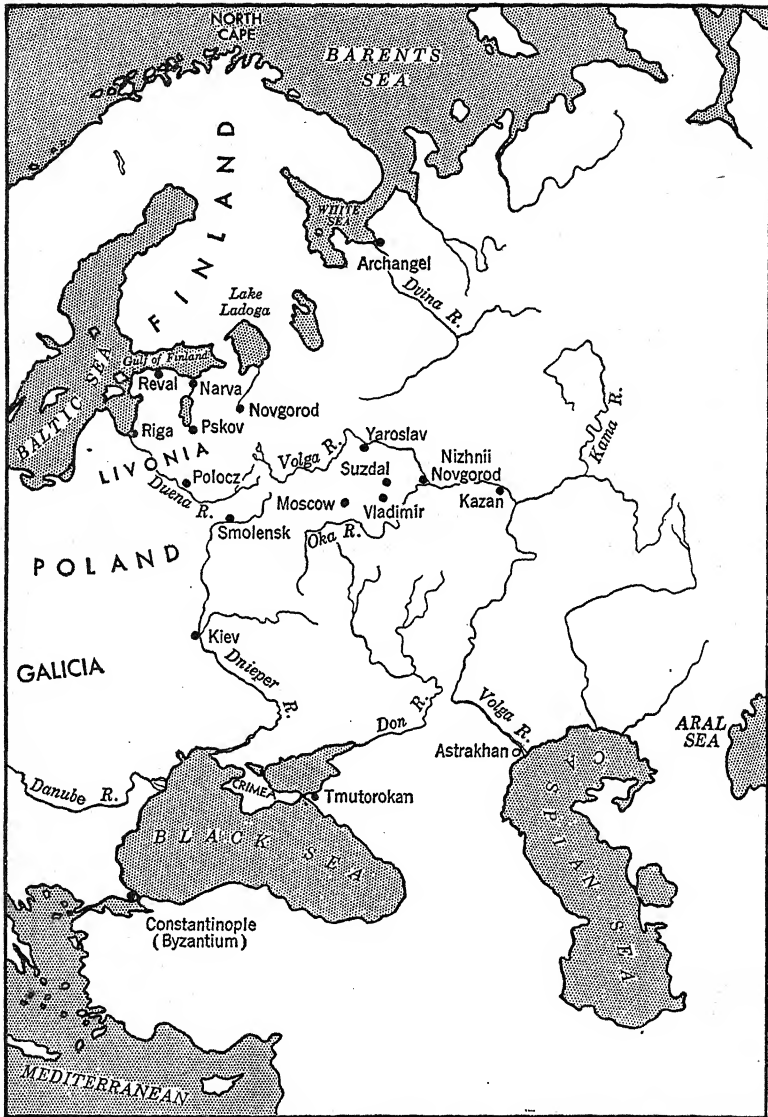 NORTH
CAPE
BARENTS
SEA
FINLAND
WHITE
SEA
Archangel
Dvina R.
Lake
Ladoga
Gulf of Finland
Reval
Narva
Novgorod
BALTIC SEA
Riga
Pskov
LIVONIA
Polocz
Duena R.
Volga R.
Yaroslav
Suzdal
Nizhnii
Novgorod
Kama R.
Moscow
Vladimir
Kazan
Smolensk
Oka R.
POLAND
Kiev
GALICIA
Dnieper R.
Don R.
Volga R.
Astrakhan
ARAL
SEA
Danube R.
CRIMEA
Tmutorokan
BLACK SEA
CASPIAN SEA
Constantinople
(Byzantium)
MEDITERRANEAN